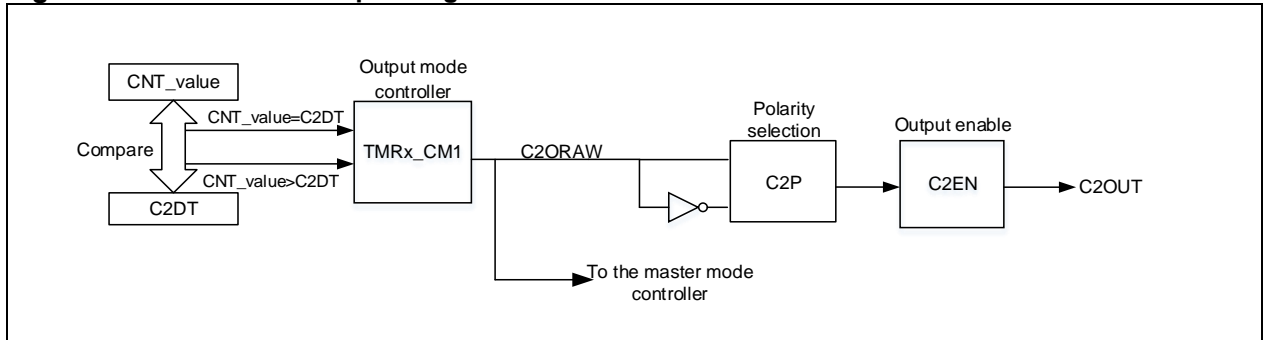 Output mode
controller
CNT_value
CNT_value=C2DT
Compare
TMRx_CM1
CNT_value>C2DT
C2DT
C2ORAW
To the master mode
controller
Polarity
selection
C2P
Output enable
C2EN
C2OUT